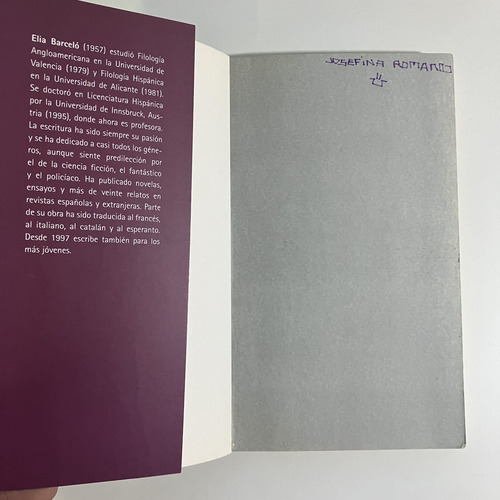 Elia Barceló (1957) estudió Filología
Angloamericana en la Universidad de
Valencia (1979) y Filología Hispánica
en la Universidad de Alicante (1981).
Se doctoró en Licenciatura Hispánica
por la Universidad de Innsbruck, Aus-
tria (1995), donde ahora es profesora.
La escritura ha sido siempre su pasión
y se ha dedicado a casi todos los géne-
ros, aunque siente predilección por
el de la ciencia ficción, el fantástico
y el policíaco. Ha publicado novelas,
ensayos y más de veinte relatos en
revistas españolas y extranjeras. Parte
de su obra ha sido traducida al francés,
al italiano, al catalán y al esperanto.
Desde 1997 escribe también para los
más jóvenes.
JOSEFINA ROMANO